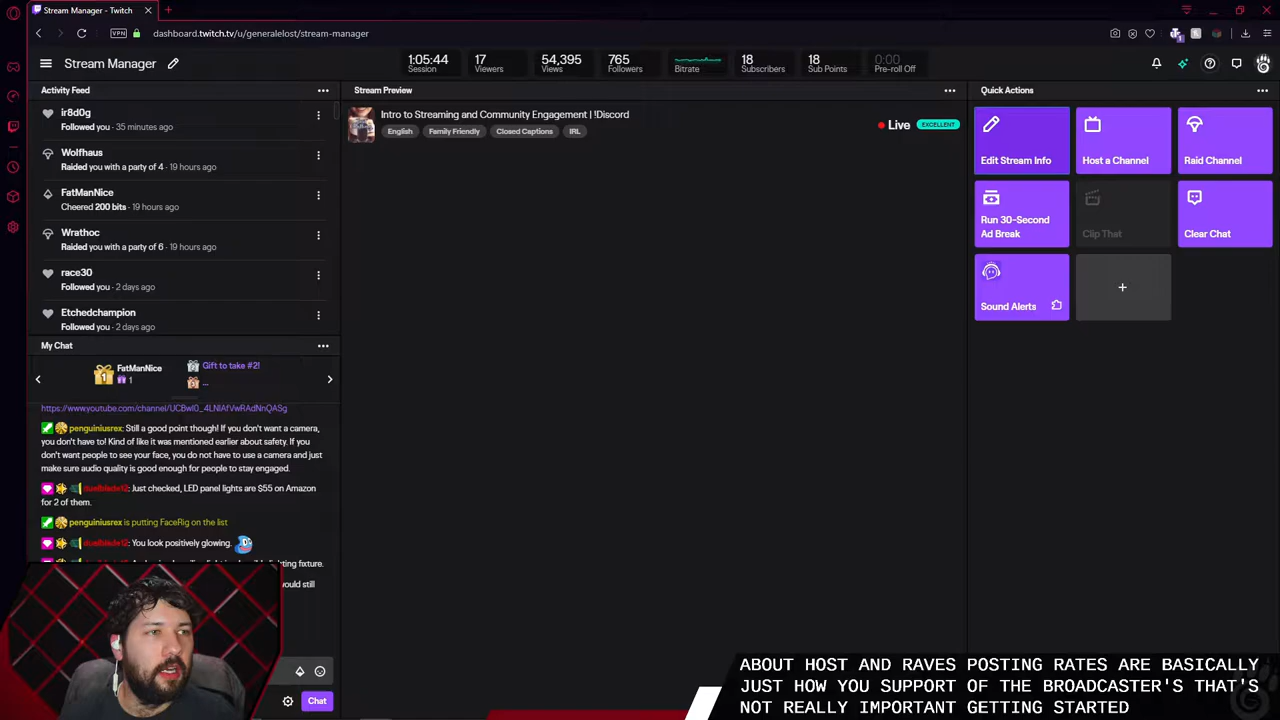 Stream Manager - Twitch
VPN
dashboard.twitch.tv/u/generalelost/stream-manager
Stream Manager
1:05:44
Session
17
Viewers
54,395
Views
765
Followers
Bitrate
18
Subscribers
18
Sub Points
0:00
Pre-roll Off
Activity Feed
ir8d0g
Followed you · 35 minutes ago
Wolfhaus
Raided you with a party of 4 · 19 hours ago
FatManNice
Cheered 200 bits · 19 hours ago
Wrathoc
Raided you with a party of 6 · 19 hours ago
race30
Followed you · 2 days ago
Etchedchampion
Followed you · 2 days ago
My Chat
1
FatManNice
1
Gift to take #2!
...
penguiniusrex: Still a good point though! If you don't want a camera,
you don't have to! Kind of like it was mentioned earlier about safety. If you
don't want people to see your face, you do not have to use a camera and just
make sure audio quality is good enough for people to stay engaged.
duelblade12: Just checked, LED panel lights are $55 on Amazon
for 2 of them.
penguiniusrex is putting FaceRig on the list
duelblade12: You look positively glowing.
fixture.
would still
Chat
Stream Preview
Intro to Streaming and Community Engagement | !Discord
English
Family Friendly
Closed Captions
IRL
Live
EXCELLENT
Quick Actions
Edit Stream Info
Host a Channel
Raid Channel
Run 30-Second
Ad Break
Clip That
Clear Chat
Sound Alerts
+
ABOUT HOST AND RAVES POSTING RATES ARE BASICALLY
JUST HOW YOU SUPPORT OF THE BROADCASTER'S THAT'S
NOT REALLY IMPORTANT GETTING STARTED